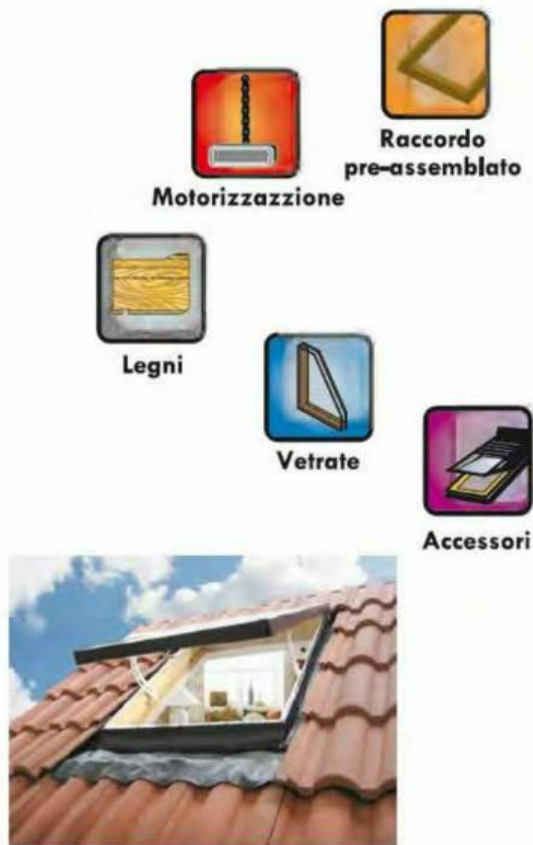 Raccordo
pre-assemblato
Motorizzazzione
Legni
Vetrate
Accessori